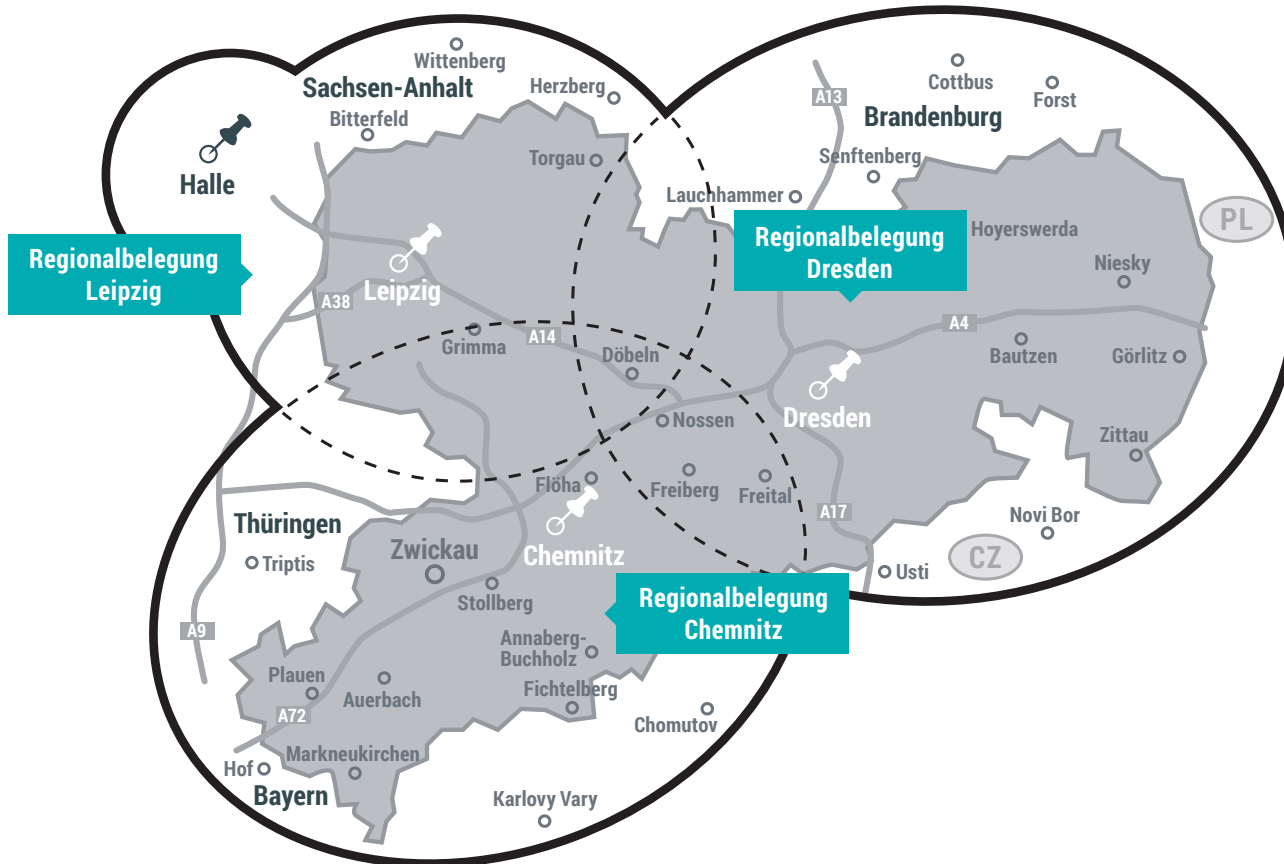 Wittenberg
Sachsen-Anhalt
Herzberg
Bitterfeld
A13
Cottbus
Forst
Brandenburg
Torgau
Senftenberg
Halle
Lauchhammer
PL
Regionalbelegung
Leipzig
Regionalbelegung
Dresden
Hoyerswerda
Niesky
Leipzig
A38
A14
A4
Grimma
Döbeln
Bautzen
Görlitz
Dresden
Nossen
Zittau
Flöha
Freiberg
Freital
A17
Thüringen
Novi Bor
Zwickau
Chemnitz
Triptis
CZ
Usti
Stollberg
Regionalbelegung
Chemnitz
A9
Annaberg-
Buchholz
Plauen
Auerbach
Fichtelberg
A72
Chomutov
Markneukirchen
Hof
Bayern
Karlovy Vary